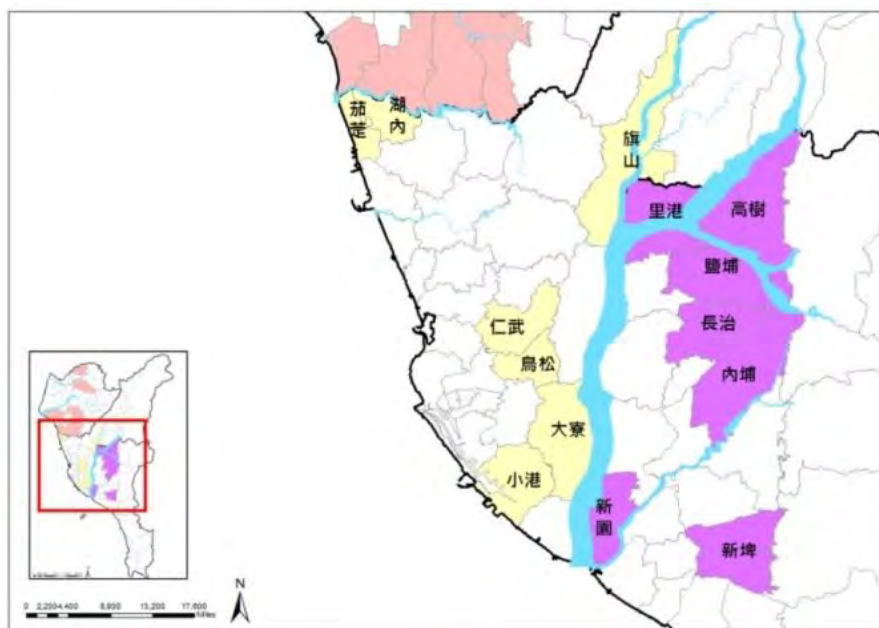 茄萣
湖內
旗山
里港
高樹
鹽埔
仁武
長治
鳥松
內埔
大寮
小港
新園
新埤
N
0 2,200 4,400 8,800 13,200 17,600
Miles